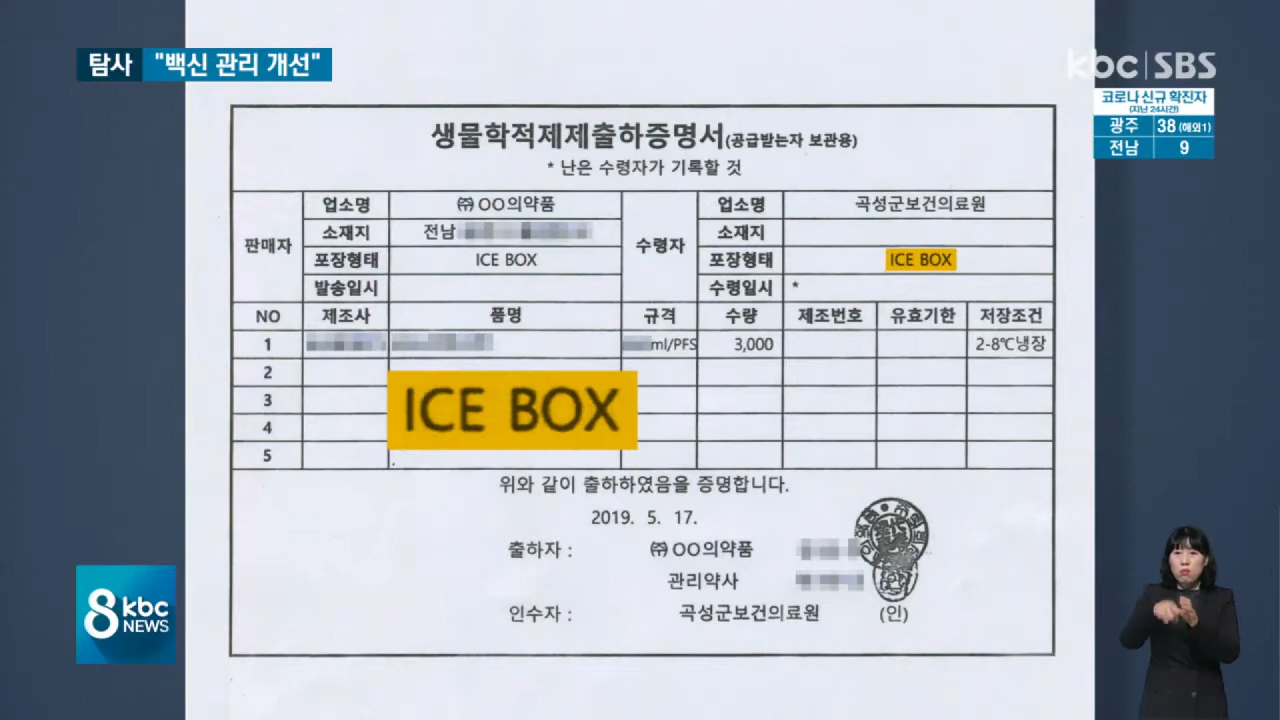 탐사 "백신 관리 개선"
kbc SBS
코로나 신규 확진자
(지난 24시간)
광주 38 (해외1)
전남 9
생물학적제제출하증명서(공급받는자 보관용)
* 난은 수령자가 기록할 것
판매자 업소명 ㈜OO의약품 수령자 업소명 곡성군보건의료원
소재지 전남 소재지
포장형태 ICE BOX 포장형태 ICE BOX
발송일시 수령일시 *
NO 제조사 품명 규격 수량 제조번호 유효기한 저장조건
1 ml/PFS 3,000 2-8℃냉장
2
3
4
5
ICE BOX
위와 같이 출하하였음을 증명합니다.
2019. 5. 17.
출하자 : ㈜OO의약품
관리약사
인수자 : 곡성군보건의료원 (인)
8 kbc NEWS